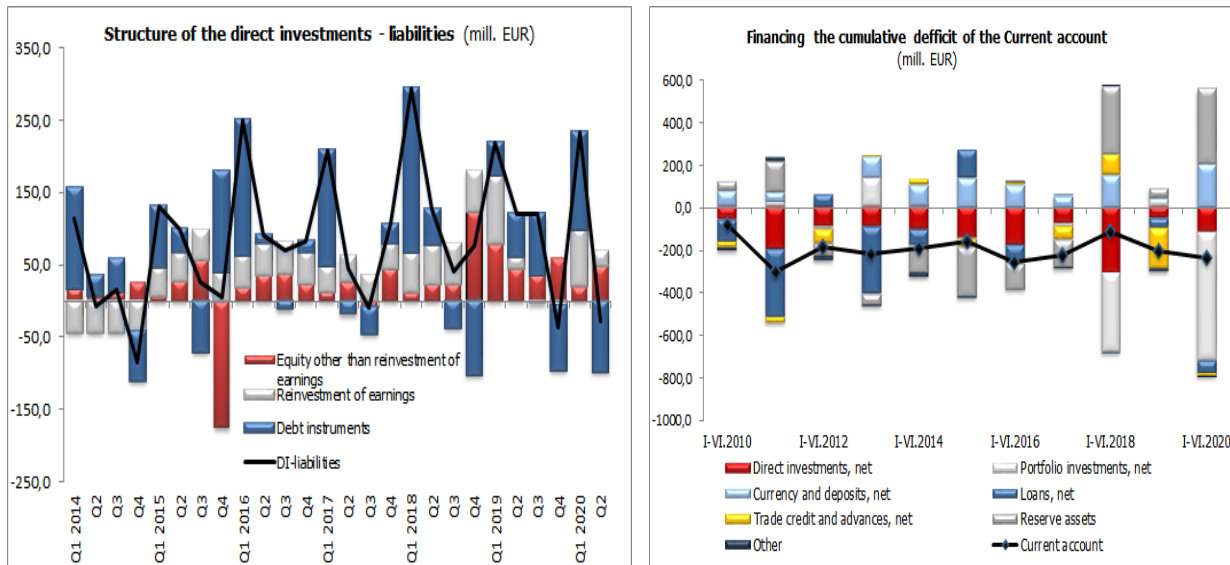 Structure of the direct investments - liabilities (mill. EUR)
350,0
250,0
150,0
50,0
-50,0
-150,0
-250,0
Equity other than reinvestment of
earnings
Reinvestment of earnings
Debt instruments
DI-liabilities
Q1 2014
Q2
Q3
Q4
Q1 2015
Q2
Q3
Q4
Q1 2016
Q2
Q3
Q4
Q1 2017
Q2
Q3
Q4
Q1 2018
Q2
Q3
Q4
Q1 2019
Q2
Q3
Q4
Q1 2020
Q2
Financing the cumulative defficit of the Current account
(mill. EUR)
600,0
400,0
200,0
0,0
-200,0
-400,0
-600,0
-800,0
-1000,0
I-VI.2010 I-VI.2012 I-VI.2014 I-VI.2016 I-VI.2018 I-VI.2020
Direct investments, net Portfolio investments, net
Currency and deposits, net Loans, net
Trade credit and advances, net Reserve assets
Other Current account